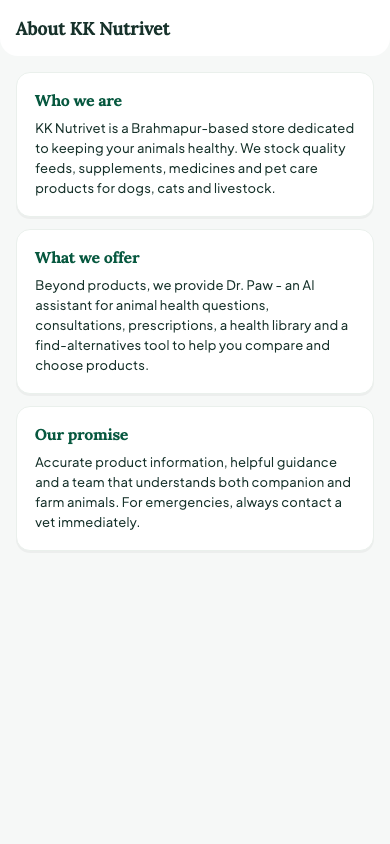 About KK Nutrivet
Who we are
KK Nutrivet is a Brahmapur-based store dedicated
to keeping your animals healthy. We stock quality
feeds, supplements, medicines and pet care
products for dogs, cats and livestock.
What we offer
Beyond products, we provide Dr. Paw - an AI
assistant for animal health questions,
consultations, prescriptions, a health library and a
find-alternatives tool to help you compare and
choose products.
Our promise
Accurate product information, helpful guidance
and a team that understands both companion and
farm animals. For emergencies, always contact a
vet immediately.